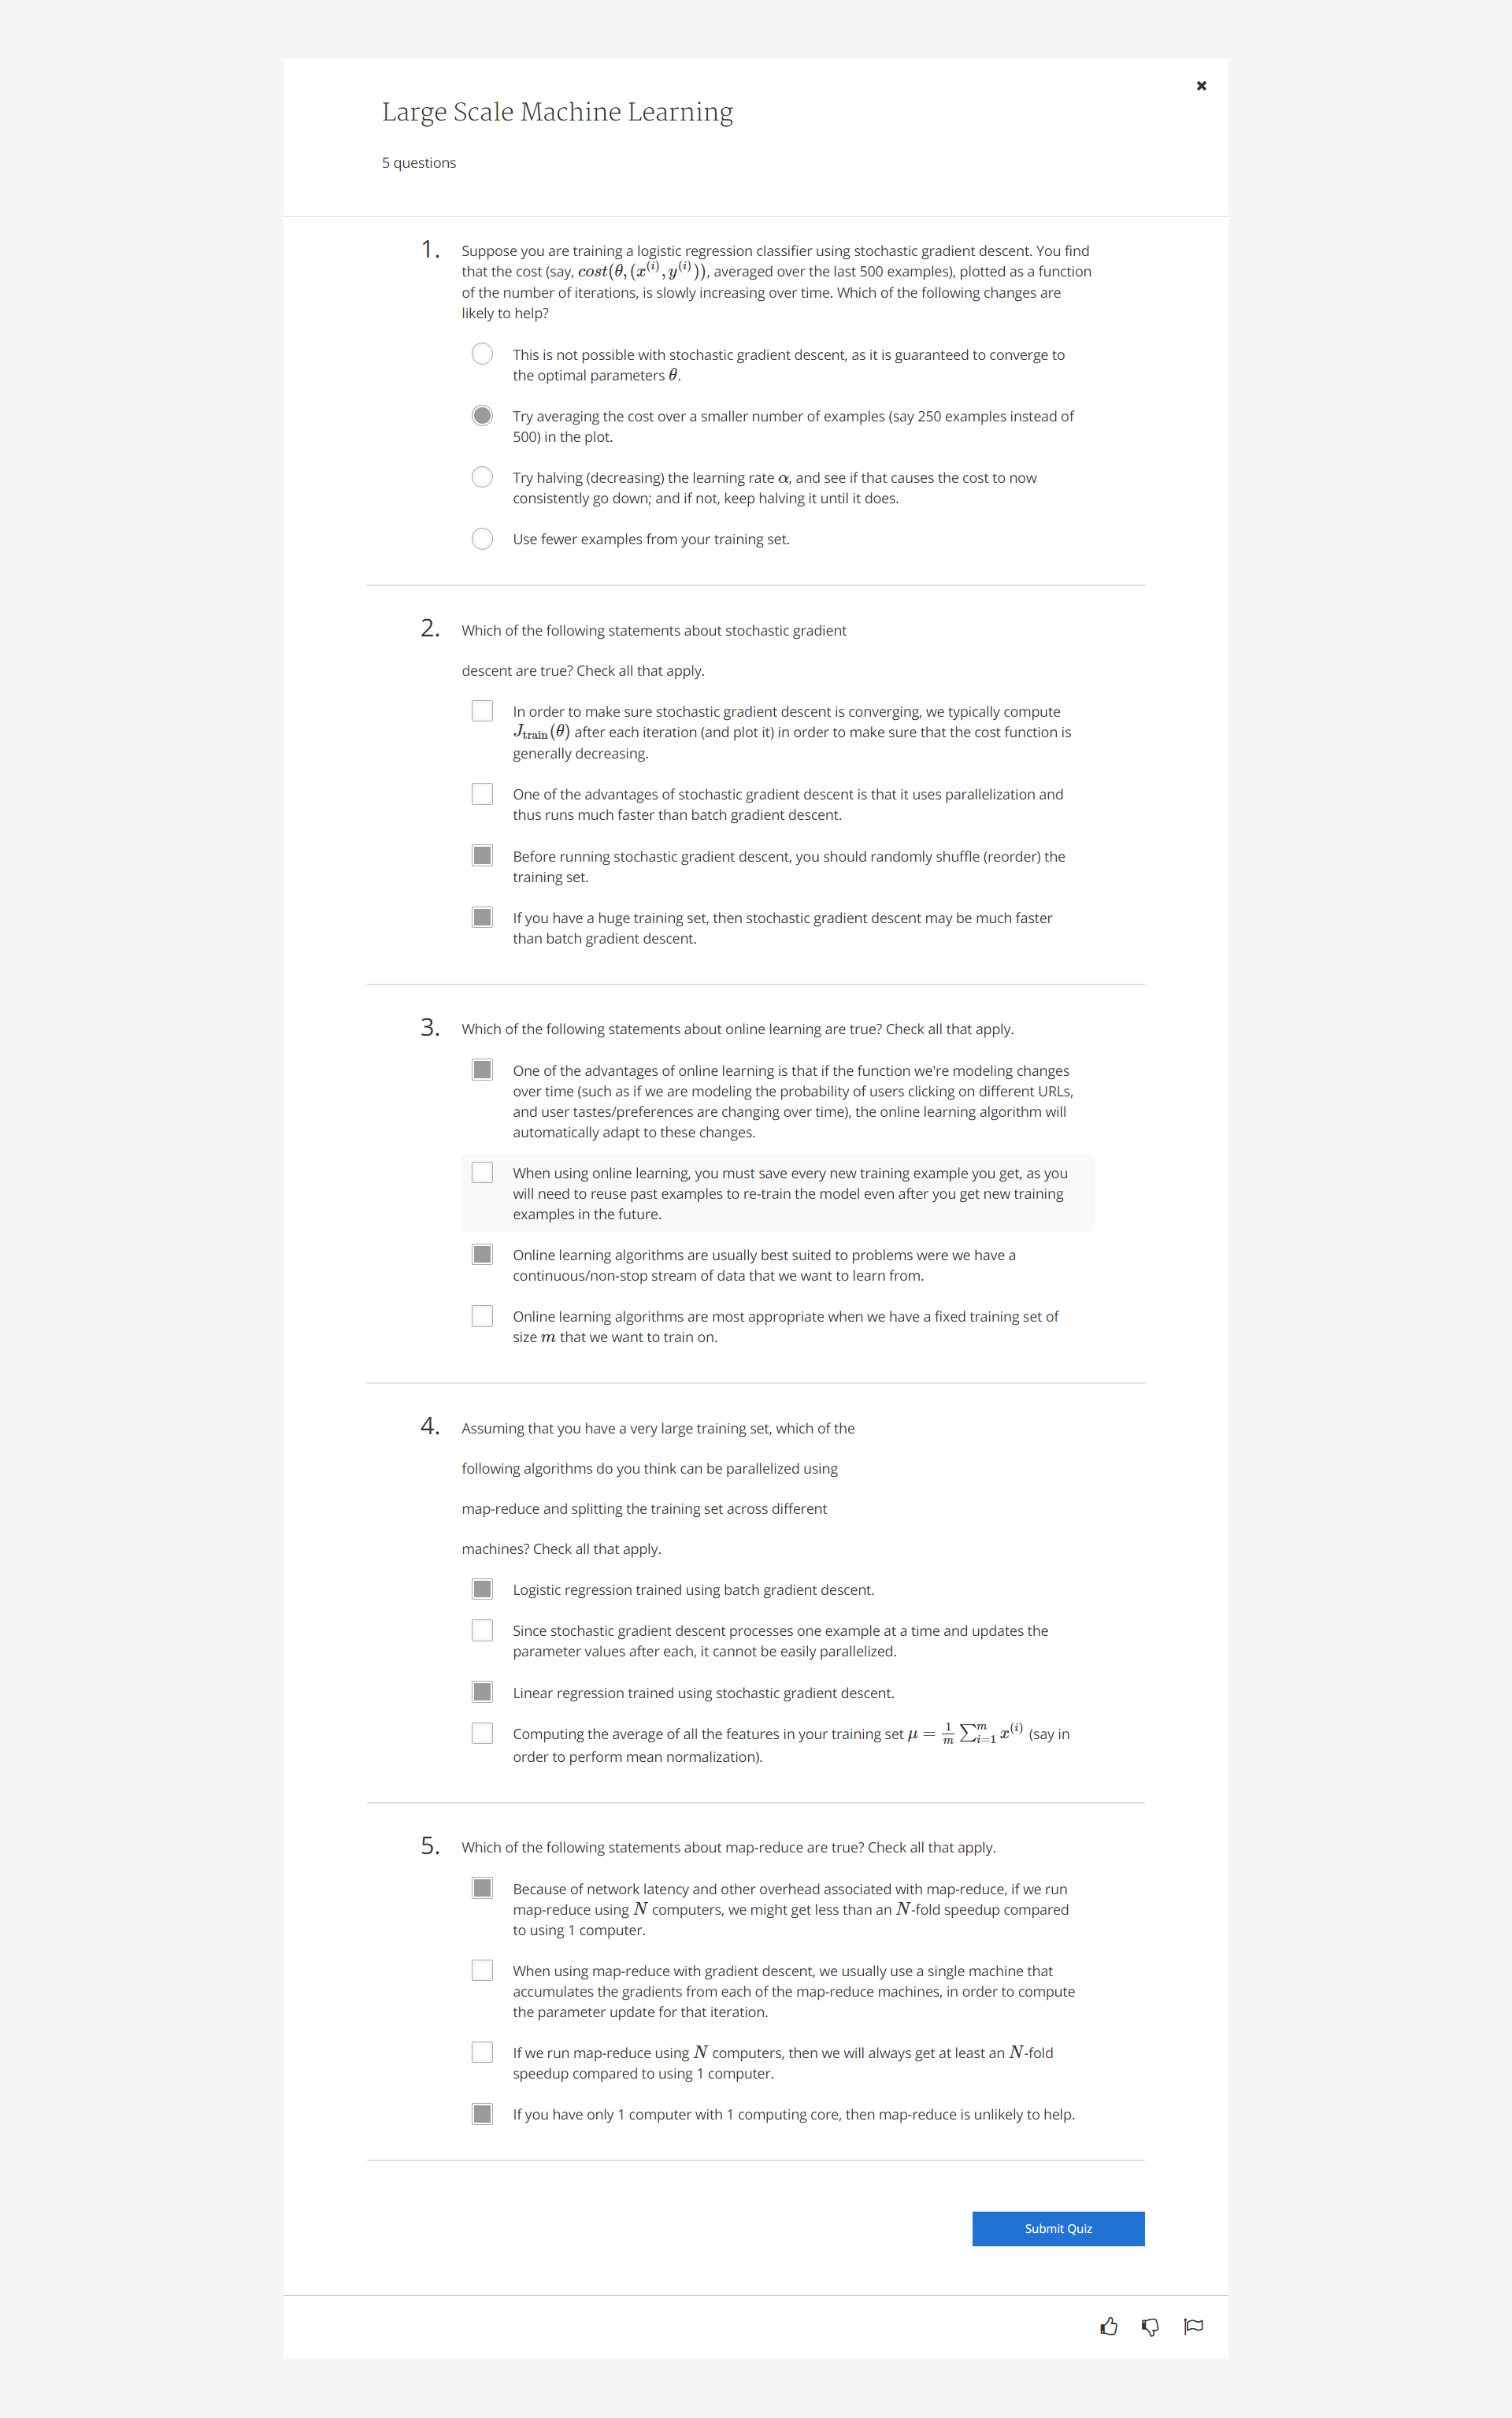 Large Scale Machine Learning
5 questions
1.
Suppose you are training a logistic regression classifier using stochastic gradient descent. You find
that the cost (say, cost(θ, (x^(i), y^(i))), averaged over the last 500 examples), plotted as a function
of the number of iterations, is slowly increasing over time. Which of the following changes are
likely to help?
This is not possible with stochastic gradient descent, as it is guaranteed to converge to
the optimal parameters θ.
Try averaging the cost over a smaller number of examples (say 250 examples instead of
500) in the plot.
Try halving (decreasing) the learning rate α, and see if that causes the cost to now
consistently go down; and if not, keep halving it until it does.
Use fewer examples from your training set.
2.
Which of the following statements about stochastic gradient
descent are true? Check all that apply.
In order to make sure stochastic gradient descent is converging, we typically compute
J_train(θ) after each iteration (and plot it) in order to make sure that the cost function is
generally decreasing.
One of the advantages of stochastic gradient descent is that it uses parallelization and
thus runs much faster than batch gradient descent.
Before running stochastic gradient descent, you should randomly shuffle (reorder) the
training set.
If you have a huge training set, then stochastic gradient descent may be much faster
than batch gradient descent.
3.
Which of the following statements about online learning are true? Check all that apply.
One of the advantages of online learning is that if the function we're modeling changes
over time (such as if we are modeling the probability of users clicking on different URLs,
and user tastes/preferences are changing over time), the online learning algorithm will
automatically adapt to these changes.
When using online learning, you must save every new training example you get, as you
will need to reuse past examples to re-train the model even after you get new training
examples in the future.
Online learning algorithms are usually best suited to problems were we have a
continuous/non-stop stream of data that we want to learn from.
Online learning algorithms are most appropriate when we have a fixed training set of
size m that we want to train on.
4.
Assuming that you have a very large training set, which of the
following algorithms do you think can be parallelized using
map-reduce and splitting the training set across different
machines? Check all that apply.
Logistic regression trained using batch gradient descent.
Since stochastic gradient descent processes one example at a time and updates the
parameter values after each, it cannot be easily parallelized.
Linear regression trained using stochastic gradient descent.
Computing the average of all the features in your training set μ = 1/m ∑_{i=1}^m x^(i) (say in
order to perform mean normalization).
5.
Which of the following statements about map-reduce are true? Check all that apply.
Because of network latency and other overhead associated with map-reduce, if we run
map-reduce using N computers, we might get less than an N-fold speedup compared
to using 1 computer.
When using map-reduce with gradient descent, we usually use a single machine that
accumulates the gradients from each of the map-reduce machines, in order to compute
the parameter update for that iteration.
If we run map-reduce using N computers, then we will always get at least an N-fold
speedup compared to using 1 computer.
If you have only 1 computer with 1 computing core, then map-reduce is unlikely to help.
Submit Quiz